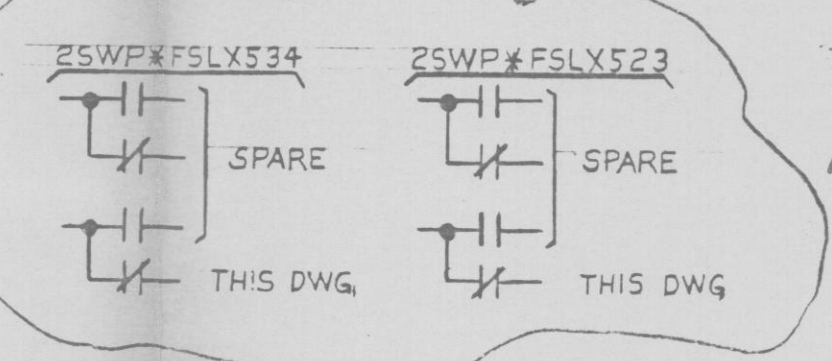 2SWP*FSLX534 2SWP*FSLX523
SPARE SPARE
THIS DWG. THIS DWG